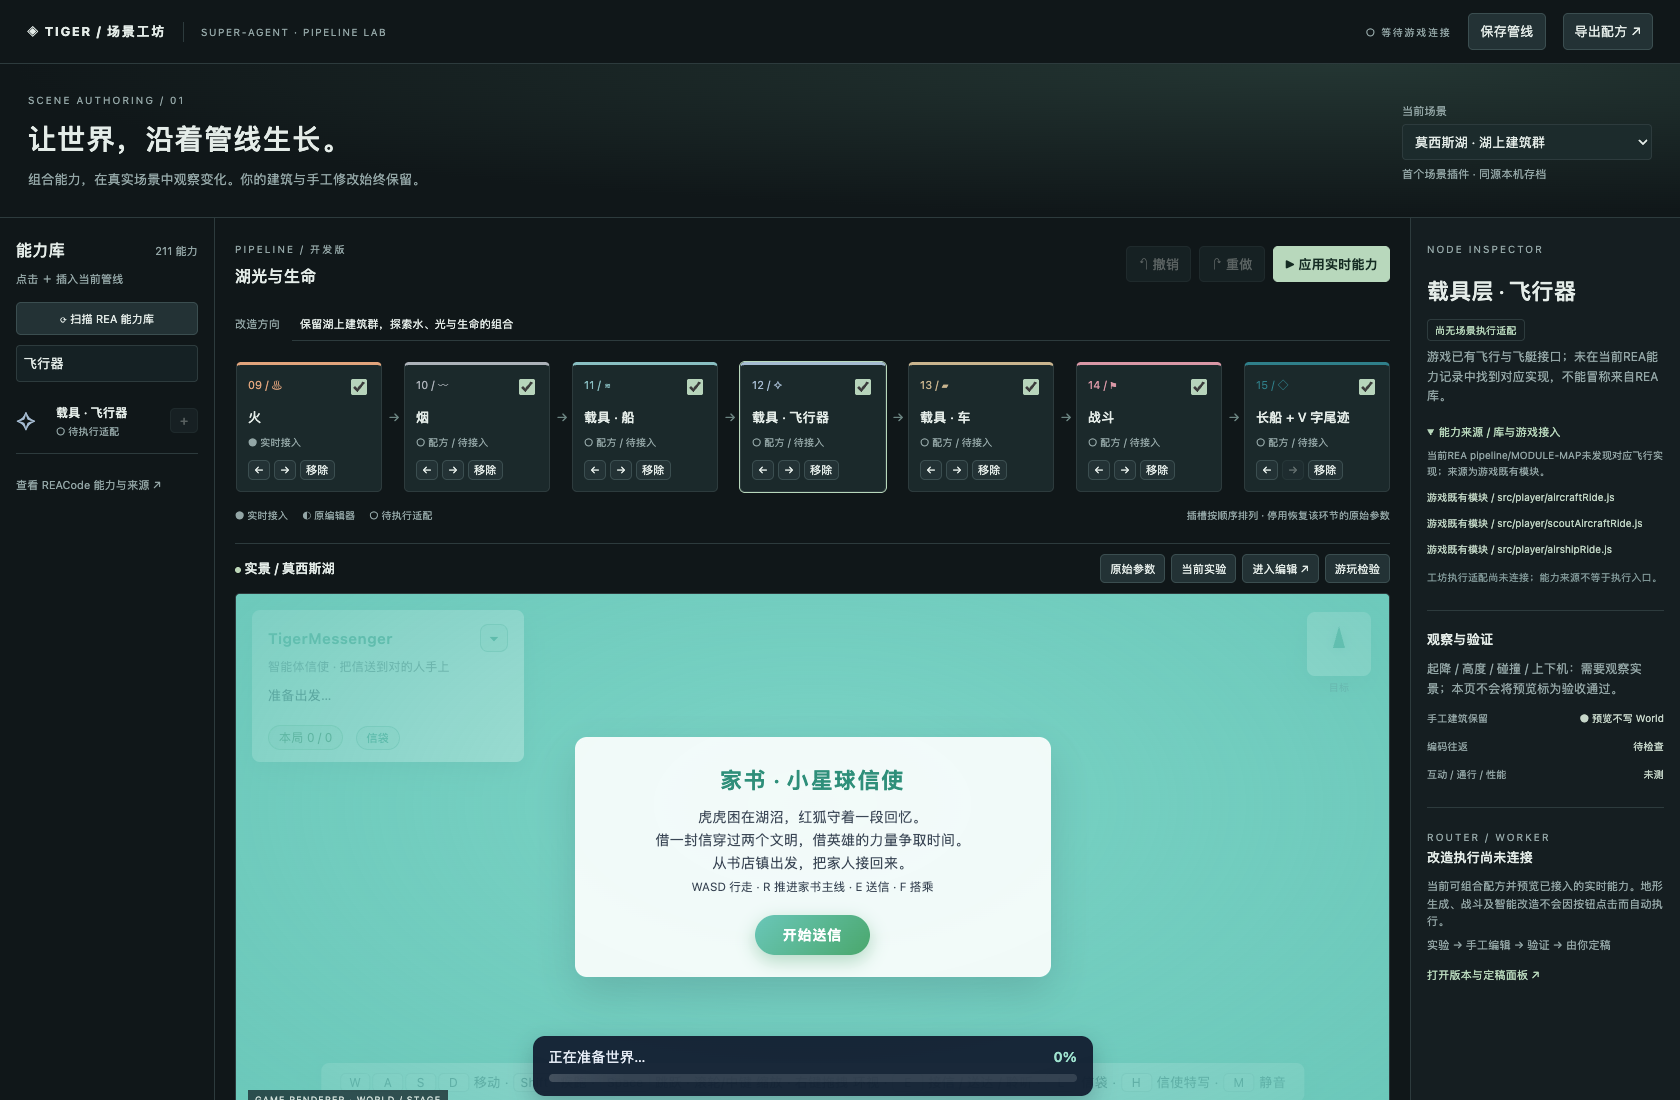 ◈ TIGER / 场景工坊
SUPER-AGENT · PIPELINE LAB
等待游戏连接
保存管线
导出配方 ↗
SCENE AUTHORING / 01
让世界，沿着管线生长。
组合能力，在真实场景中观察变化。你的建筑与手工修改始终保留。
当前场景
莫西斯湖 · 湖上建筑群
首个场景插件 · 同源本机存档
能力库
211 能力
点击 ＋ 插入当前管线
⟳ 扫描 REA 能力库
飞行器
载具 · 飞行器
○ 待执行适配
+
查看 REACode 能力与来源 ↗
PIPELINE / 开发版
湖光与生命
↶ 撤销
↷ 重做
▶ 应用实时能力
改造方向
保留湖上建筑群，探索水、光与生命的组合
09 / ♨
火
● 实时接入
← → 移除
→
10 / 〰
烟
○ 配方 / 待接入
← → 移除
→
11 / ≋
载具 · 船
○ 配方 / 待接入
← → 移除
→
12 / ✧
载具 · 飞行器
○ 配方 / 待接入
← → 移除
→
13 / ▰
载具 · 车
○ 配方 / 待接入
← → 移除
→
14 / ⚑
战斗
○ 配方 / 待接入
← → 移除
→
15 / ◇
长船 + V 字尾迹
○ 配方 / 待接入
← → 移除
● 实时接入
◐ 原编辑器
○ 待执行适配
插槽按顺序排列 · 停用恢复该环节的原始参数
实景 / 莫西斯湖
原始参数
当前实验
进入编辑 ↗
游玩检验
TigerMessenger
智能体信使 · 把信送到对的人手上
准备出发...
本局 0 / 0
信袋
目标
家书 · 小星球信使
虎虎困在湖沼，红狐守着一段回忆。
借一封信穿过两个文明，借英雄的力量争取时间。
从书店镇出发，把家人接回来。
WASD 行走 · R 推进家书主线 · E 送信 · F 搭乘
开始送信
正在准备世界...
0%
W A S D 移动 · Sh
袋 · H 信使特写 · M 静音
GAME RENDERER · WORLD / STAGE
NODE INSPECTOR
载具层 · 飞行器
尚无场景执行适配
游戏已有飞行与飞艇接口；未在当前REA能
力记录中找到对应实现，不能冒称来自REA
库。
▼ 能力来源 / 库与游戏接入
当前REA pipeline/MODULE-MAP未发现对应飞行实
现；来源为游戏既有模块。
游戏既有模块 / src/player/aircraftRide.js
游戏既有模块 / src/player/scoutAircraftRide.js
游戏既有模块 / src/player/airshipRide.js
工坊执行适配尚未连接；能力来源不等于执行入口。
观察与验证
起降 / 高度 / 碰撞 / 上下机：需要观察实
景；本页不会将预览标为验收通过。
手工建筑保留
● 预览不写 World
编码往返
待检查
互动 / 通行 / 性能
未测
ROUTER / WORKER
改造执行尚未连接
当前可组合配方并预览已接入的实时能力。地形
生成、战斗及智能改造不会因按钮点击而自动执
行。
实验 → 手工编辑 → 验证 → 由你定稿
打开版本与定稿面板 ↗